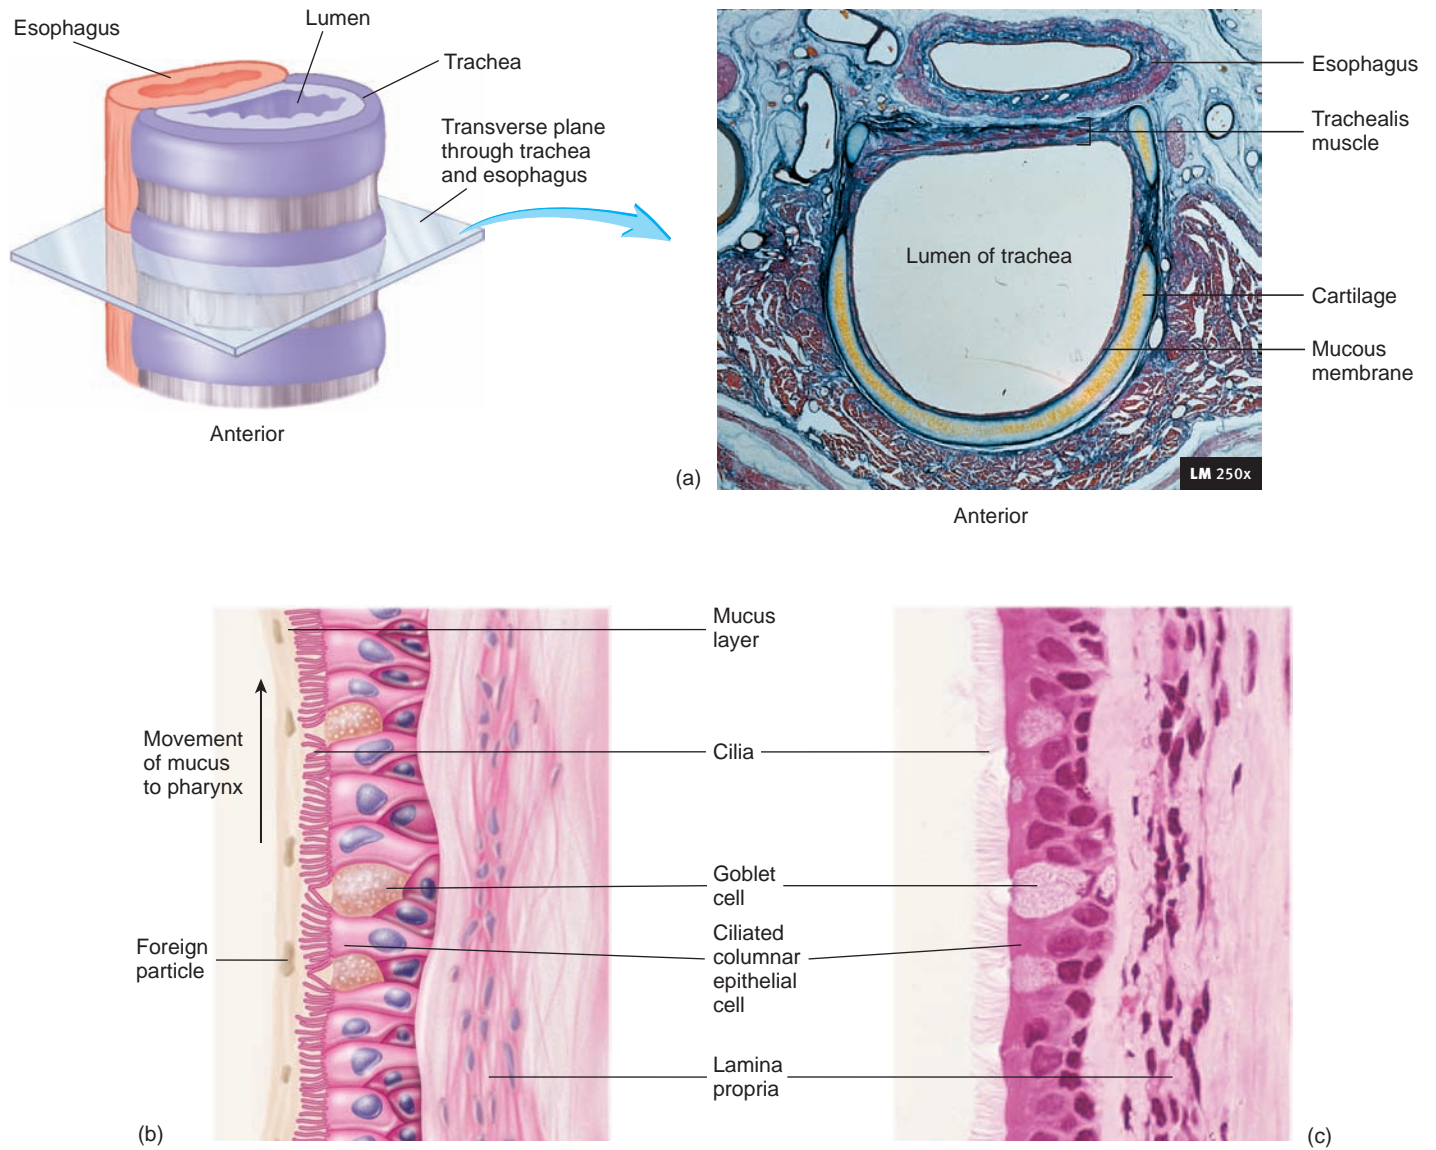 Esophagus
Lumen
Trachea
Transverse plane
through trachea
and esophagus
Anterior
(a)
Esophagus
Trachealis
muscle
Lumen of trachea
Cartilage
Mucous
membrane
LM 250x
Anterior
Mucus
layer
Movement
of mucus
to pharynx
Cilia
Goblet
cell
Foreign
particle
Ciliated
columnar
epithelial
cell
Lamina
propria
(b)
(c)